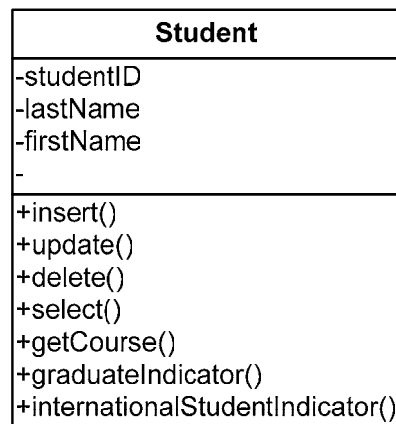 Student
-studentID
-lastName
-firstName
-
+insert()
+update()
+delete()
+select()
+getCourse()
+graduateIndicator()
+internationalStudentIndicator()